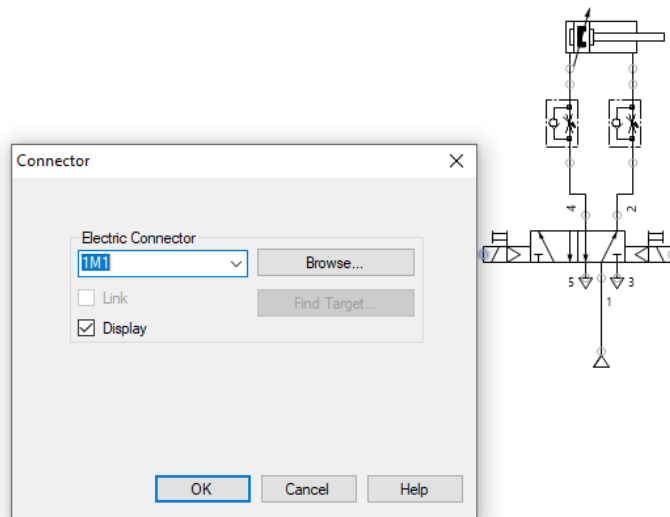 Connector
Electric Connector
1M1
Browse...
Link
Find Target...
Display
OK
Cancel
Help
4
2
5
3
1